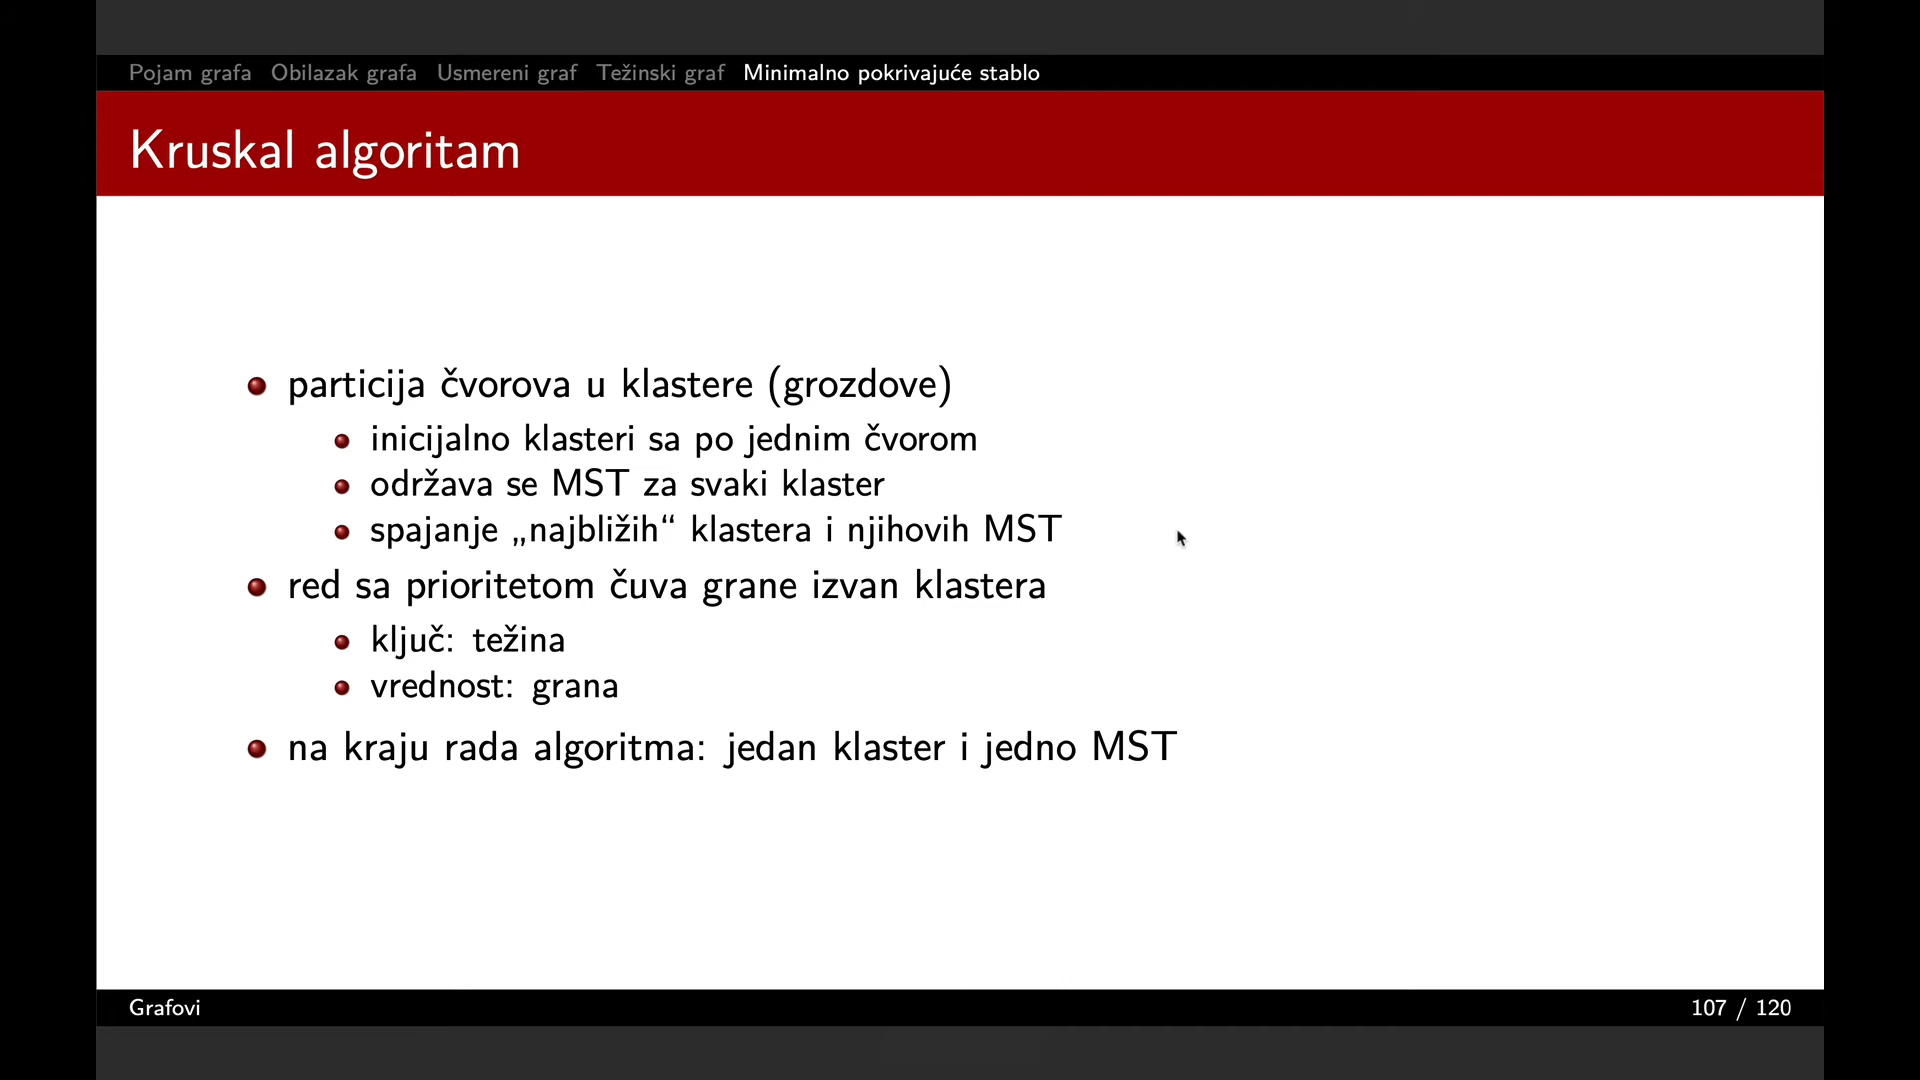 Pojam grafa Obilazak grafa Usmereni graf Težinski graf Minimalno pokrivajuće stablo
Kruskal algoritam
particija čvorova u klastere (grozdove)
inicijalno klasteri sa po jednim čvorom
održava se MST za svaki klaster
spajanje „najbližih“ klastera i njihovih MST
red sa prioritetom čuva grane izvan klastera
ključ: težina
vrednost: grana
na kraju rada algoritma: jedan klaster i jedno MST
Grafovi 107 / 120